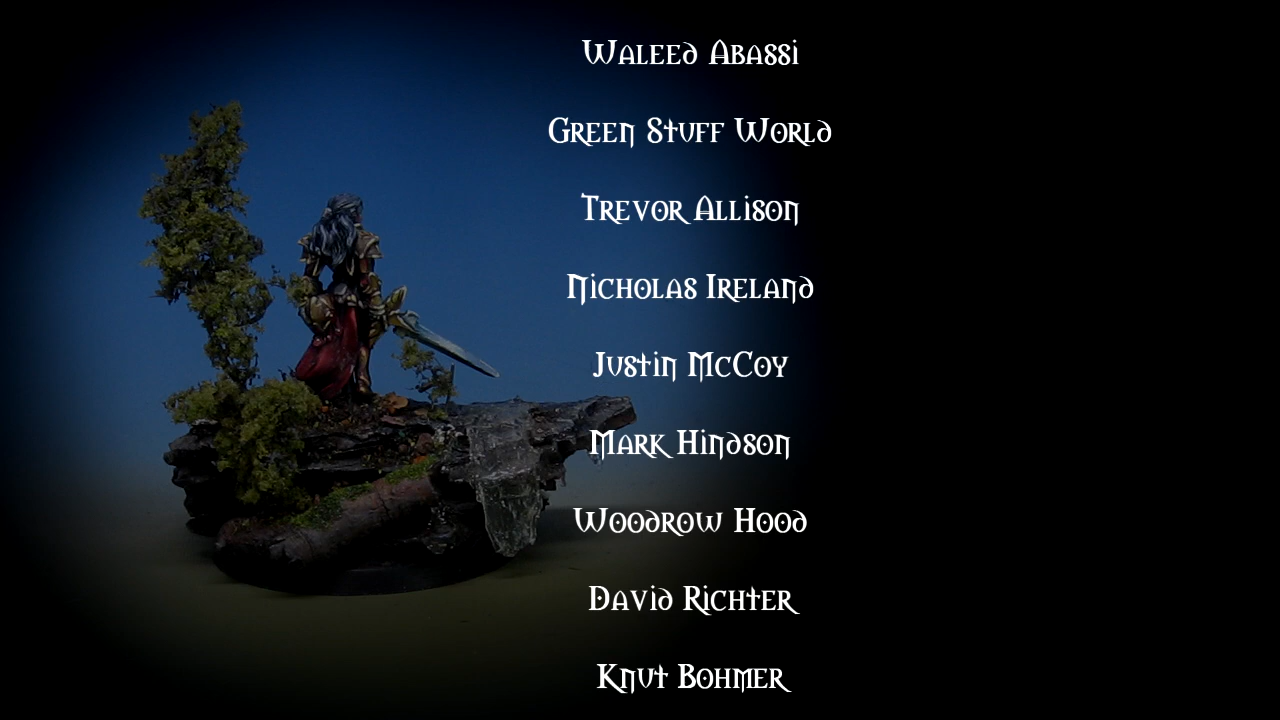 Waleed Abassi
Green Stuff World
Trevor Allison
Nicholas Ireland
Justin McCoy
Mark Hindson
Woodrow Hood
David Richter
Knut Bohmer